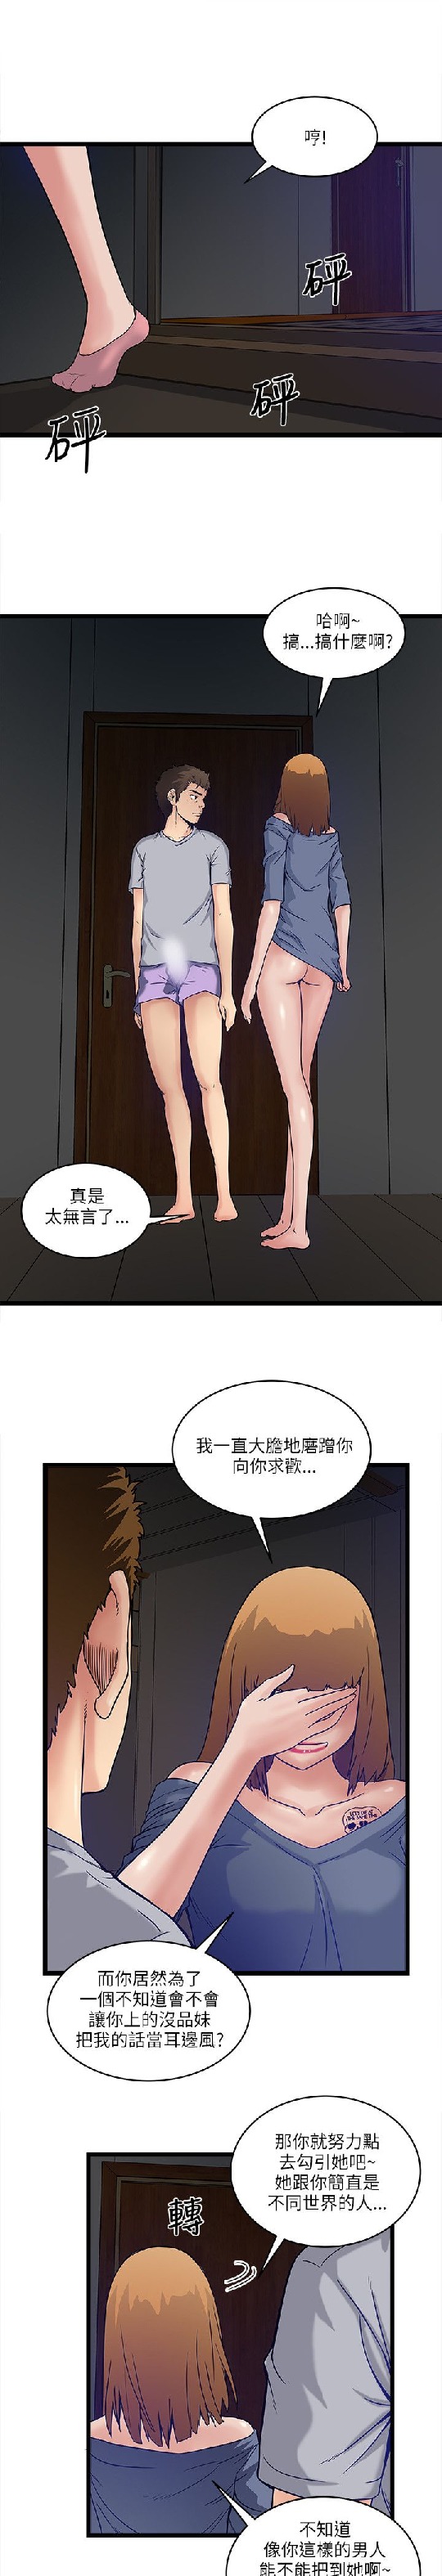 哼!
砰
砰
砰
哈啊~
搞...搞什麼啊?
真是
太無言了...
我一直大膽地磨蹭你
向你求歡...
而你居然為了
一個不知道會不會
讓你上的沒品妹
把我的話當耳邊風?
那你就努力點
去勾引她吧~
她跟你簡直是
不同世界的人...
轉
不知道
像你這樣的男人
能不能把到她啊~